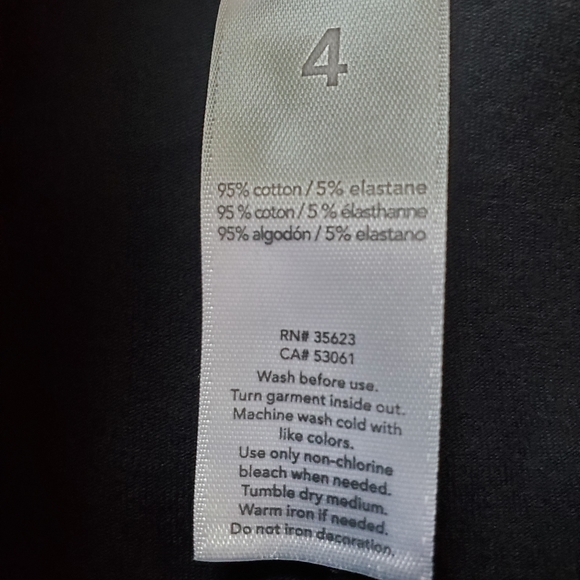 4
95% cotton / 5% elastane
95 % coton / 5 % élasthanne
95% algodón / 5% elastano
RN# 35623
CA# 53061
Wash before use.
Turn garment inside out.
Machine wash cold with
like colors.
Use only non-chlorine
bleach when needed.
Tumble dry medium.
Warm iron if needed.
Do not iron decoration.